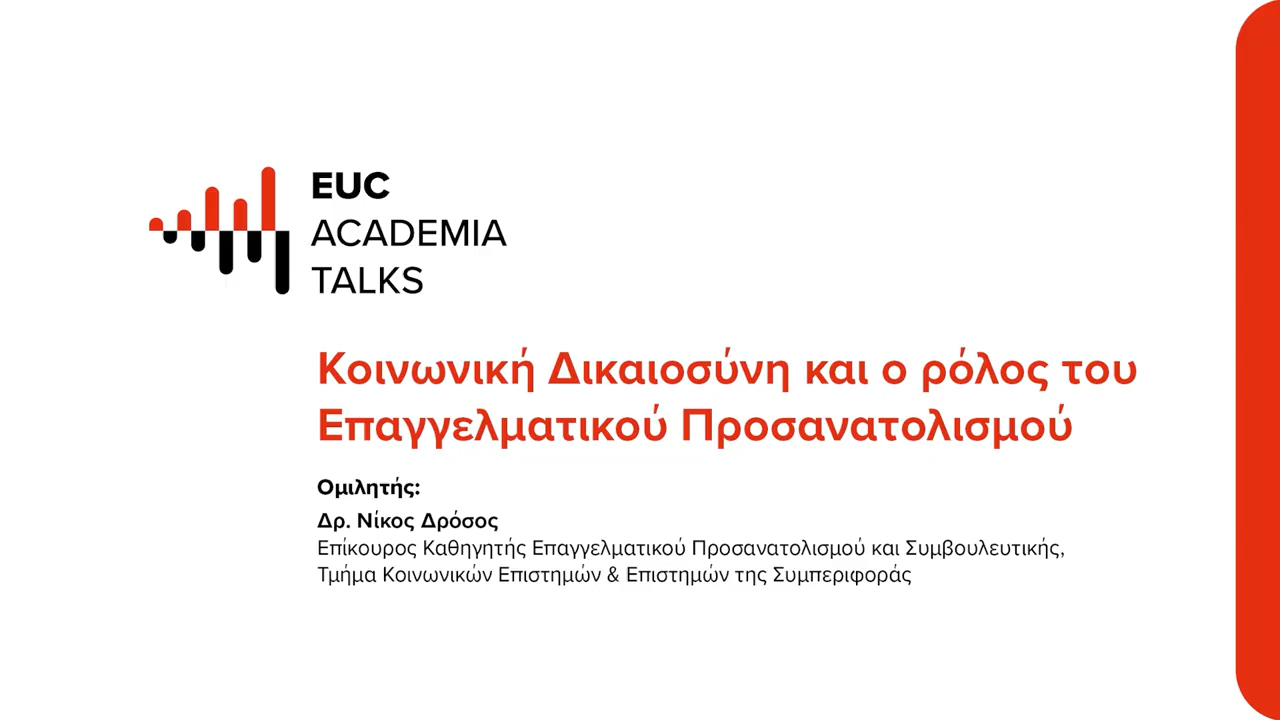 EUC
ACADEMIA
TALKS
Κοινωνική Δικαιοσύνη και ο ρόλος του
Επαγγελματικού Προσανατολισμού
Ομιλητής:
Δρ. Νίκος Δρόσος
Επίκουρος Καθηγητής Επαγγελματικού Προσανατολισμού και Συμβουλευτικής,
Τμήμα Κοινωνικών Επιστημών & Επιστημών της Συμπεριφοράς